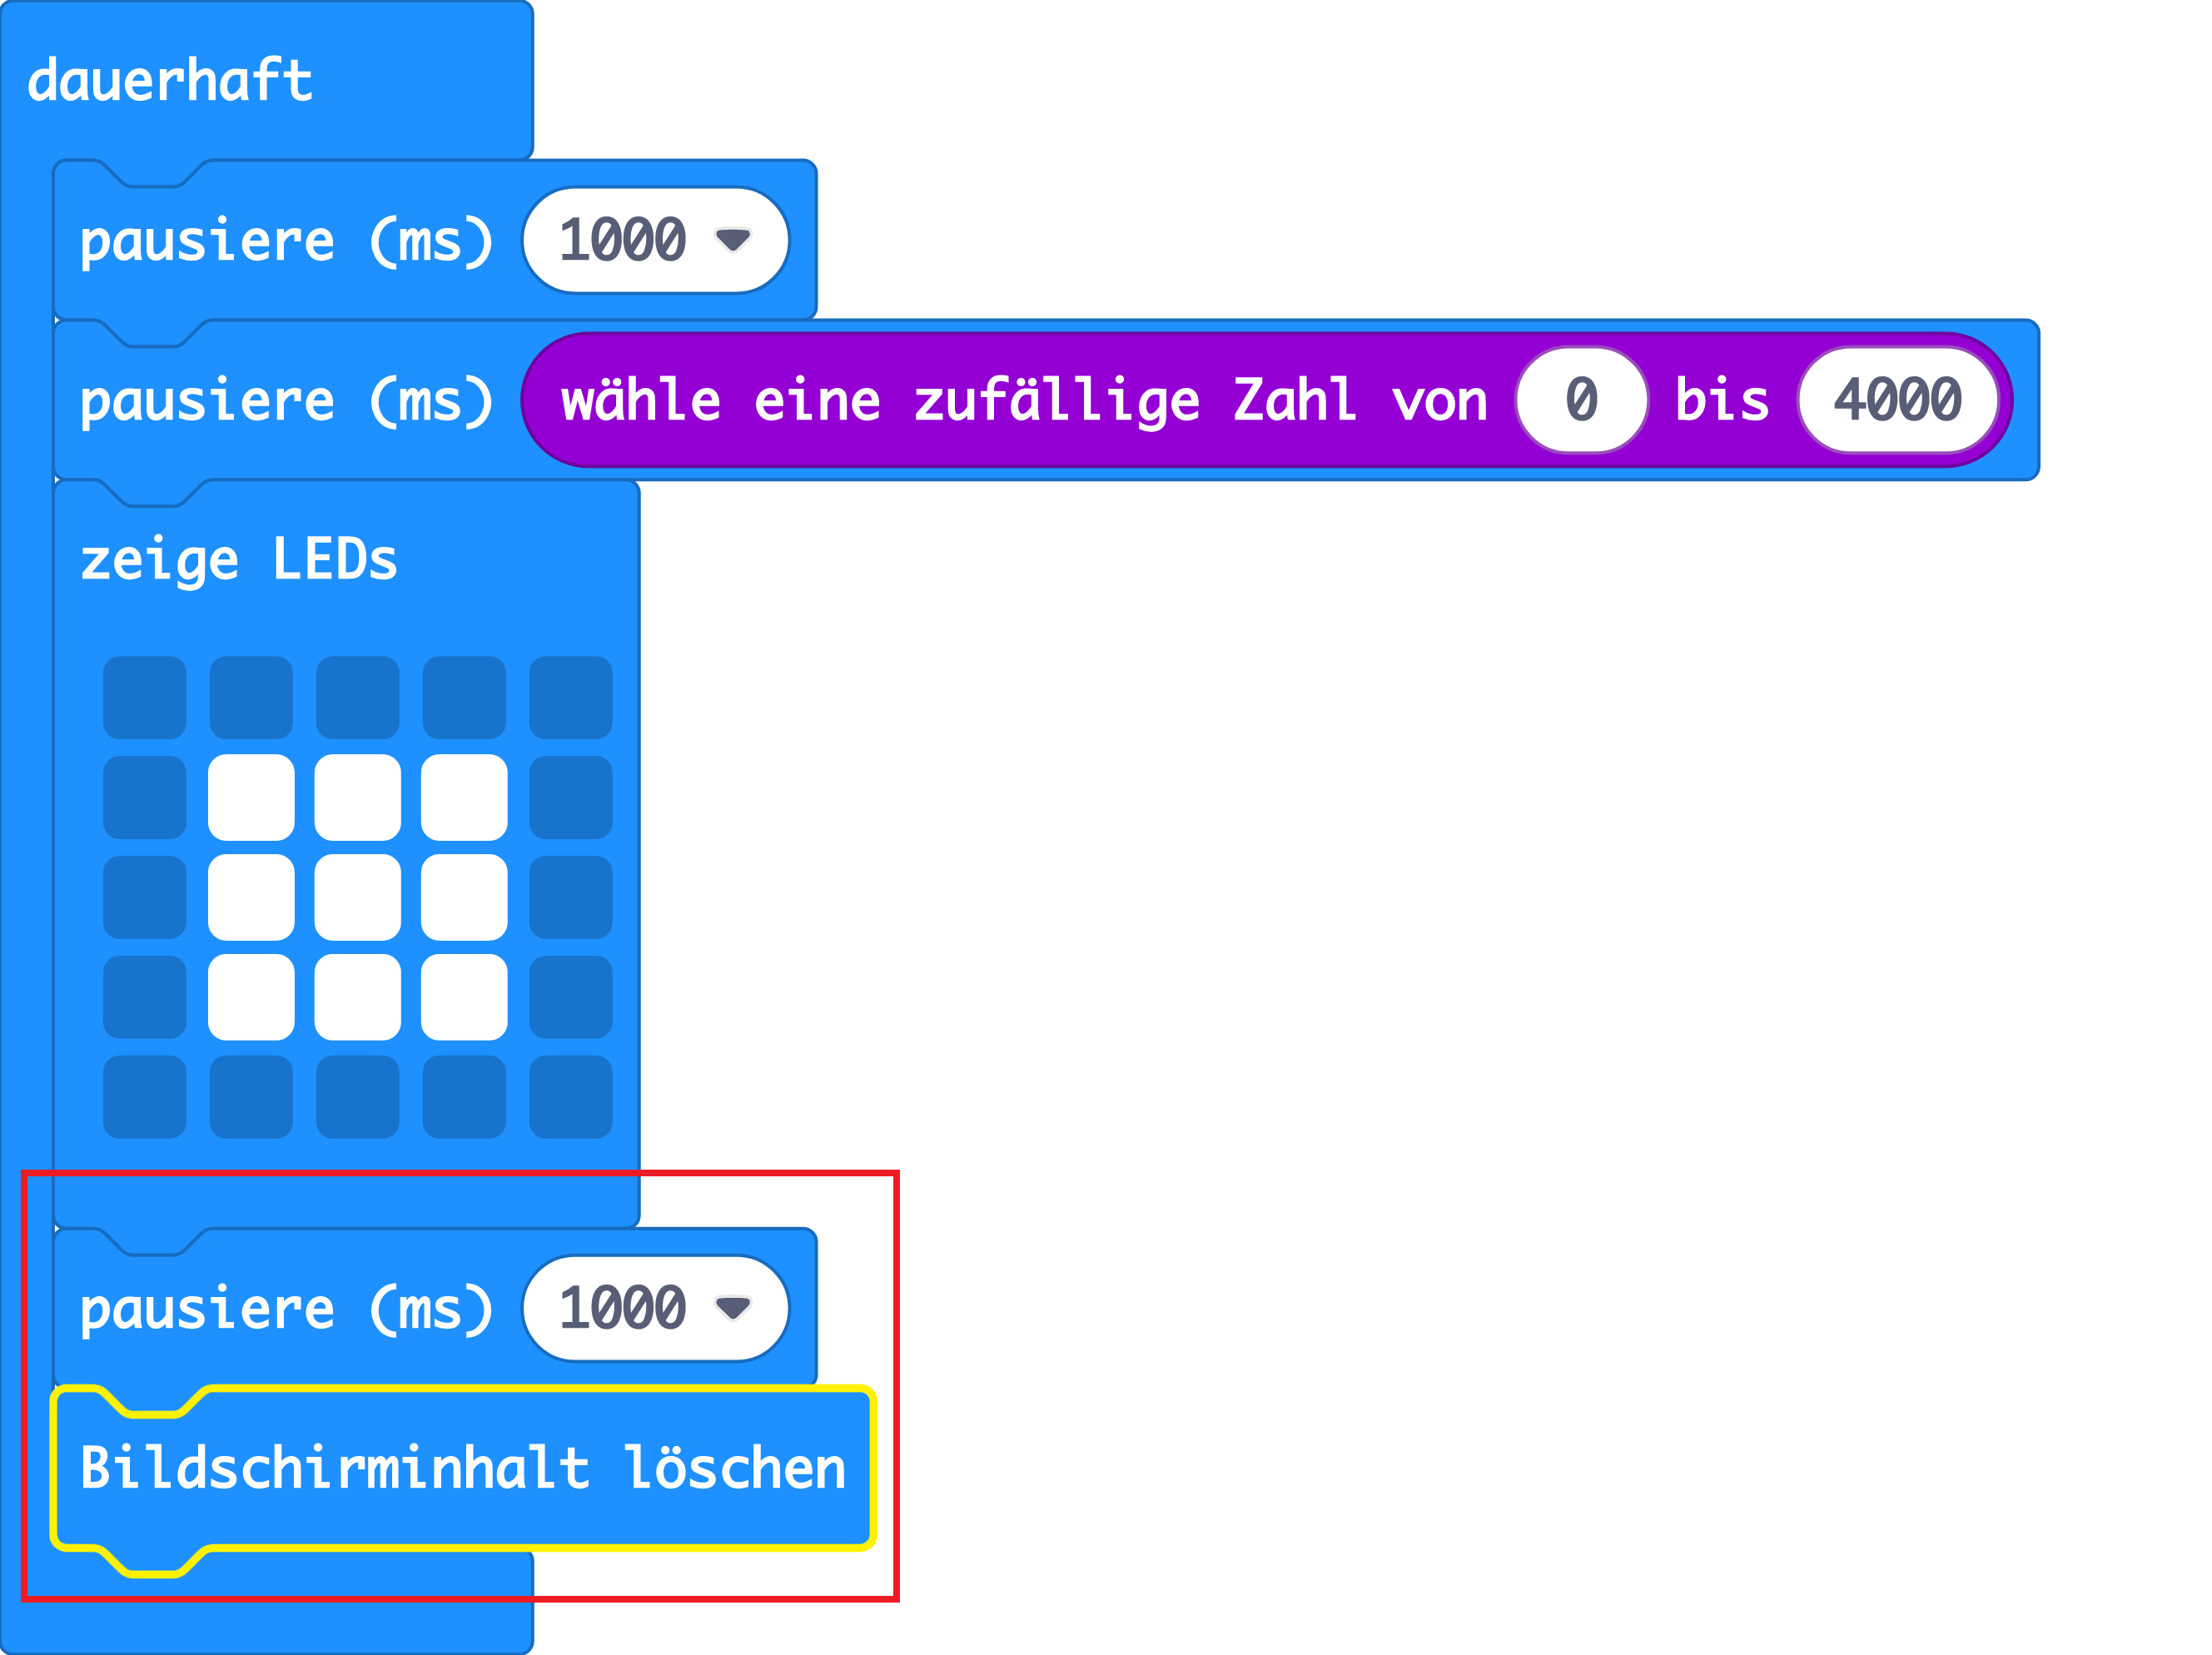 dauerhaft
pausiere (ms) 1000
pausiere (ms) wähle eine zufällige Zahl von 0 bis 4000
zeige LEDs
pausiere (ms) 1000
Bildschirminhalt löschen